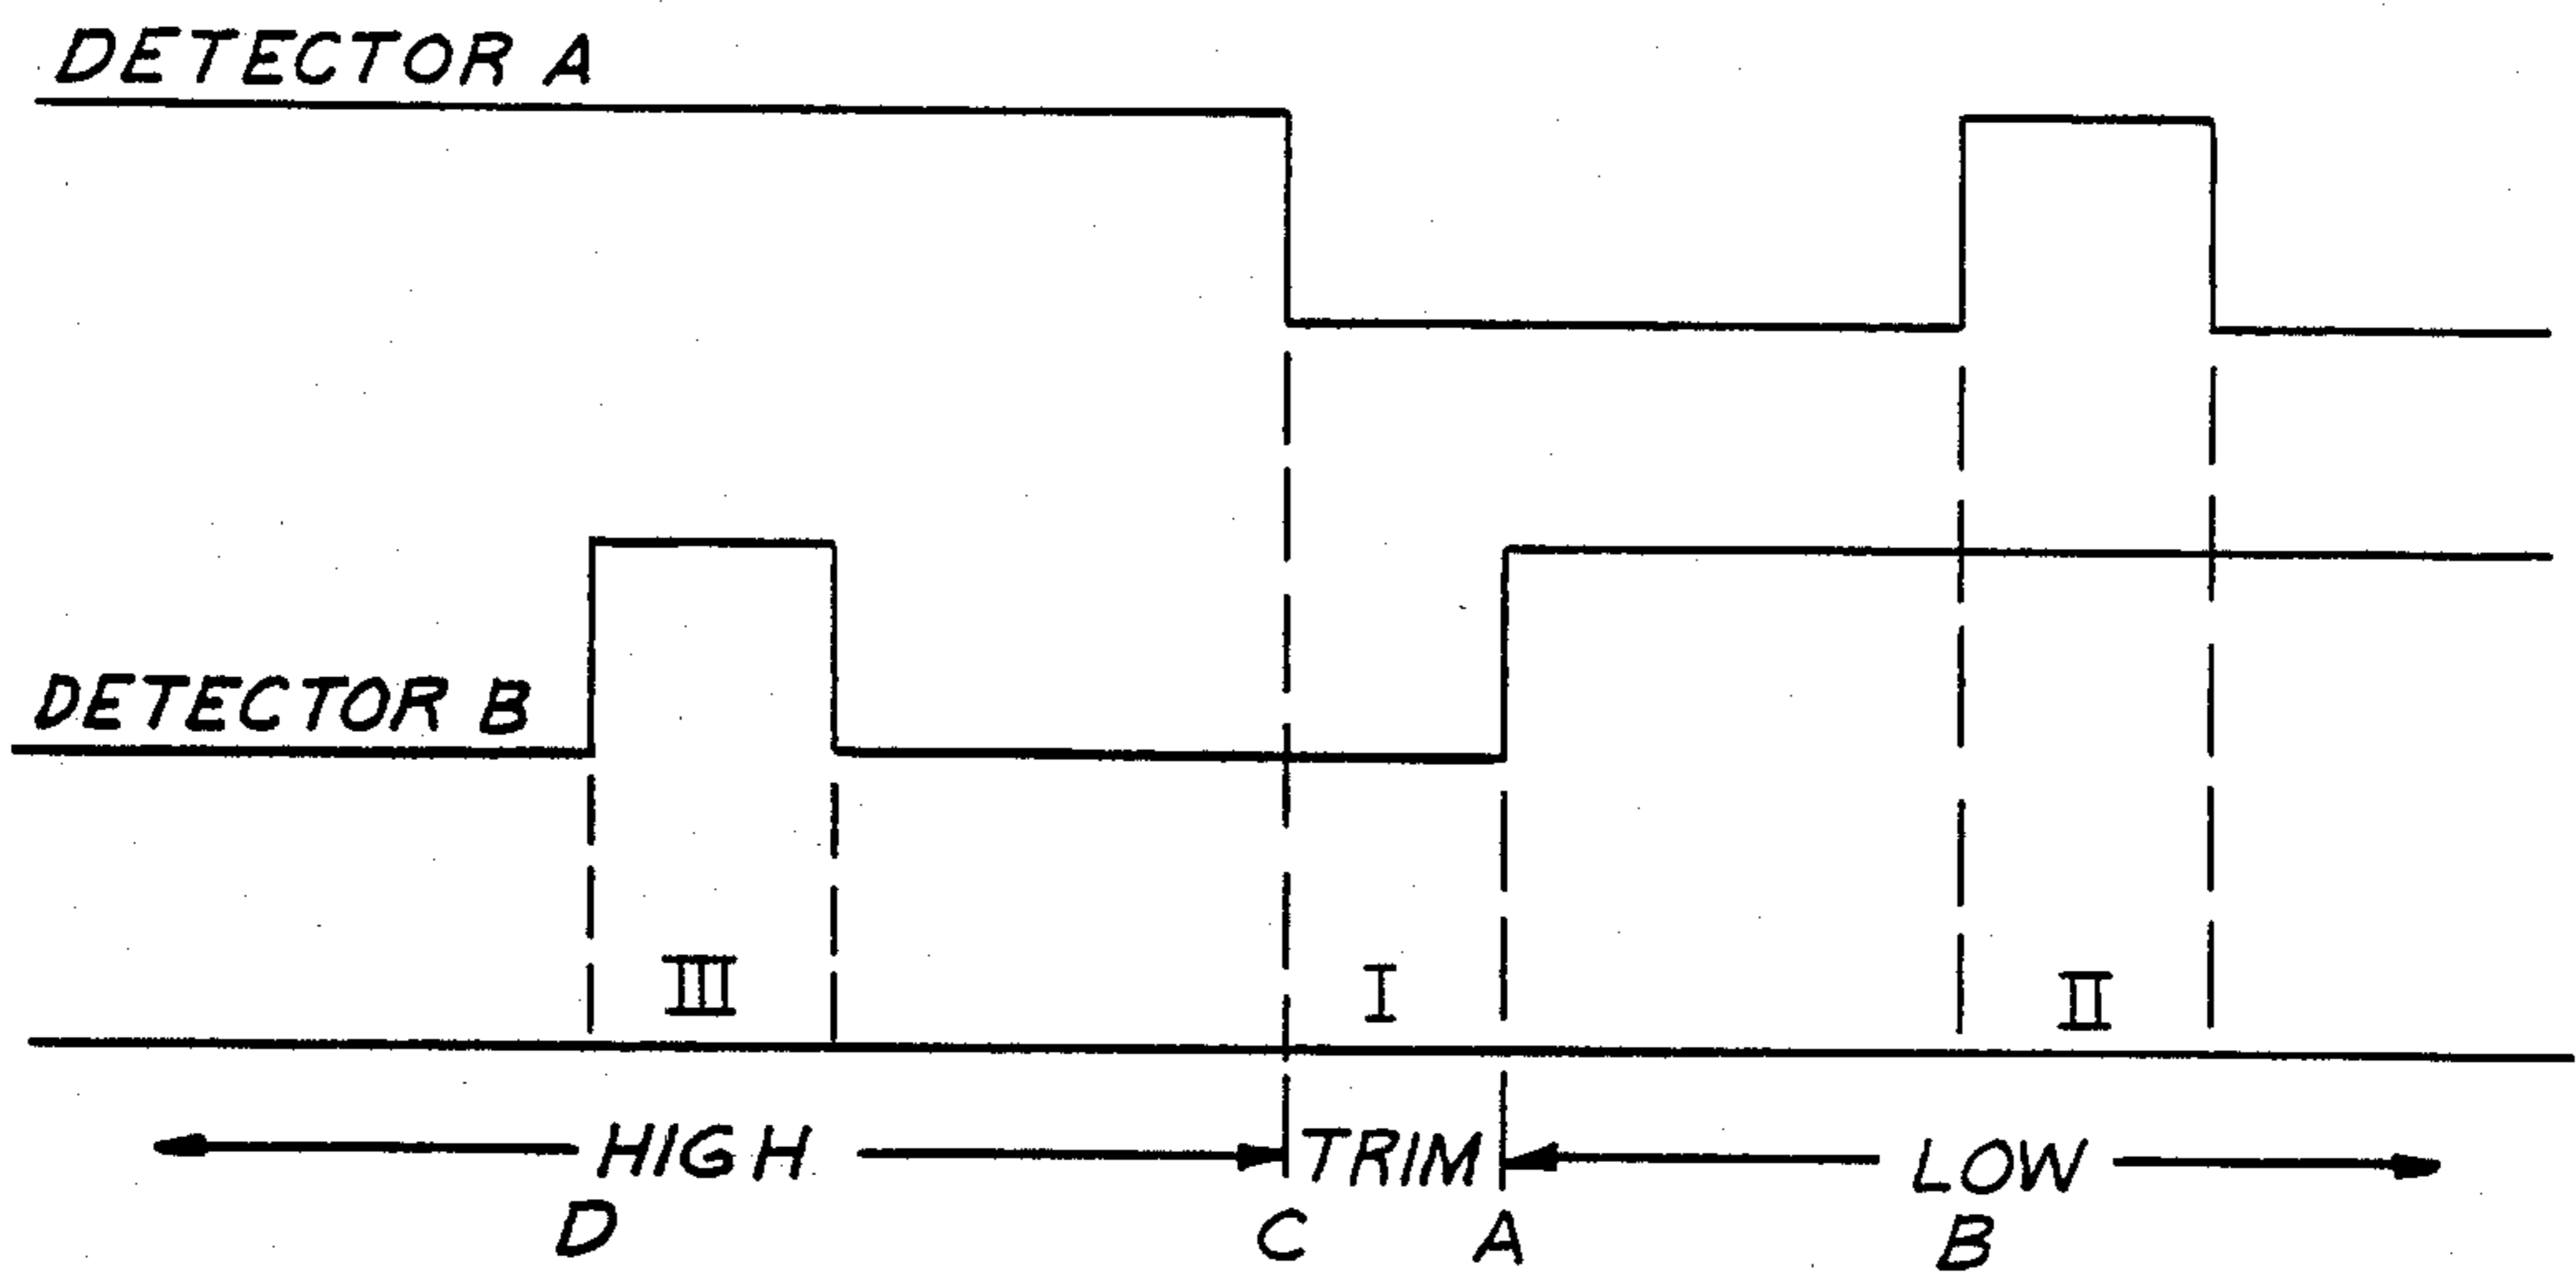 DETECTOR A
DETECTOR B
III I II
HIGH TRIM LOW
D C A B